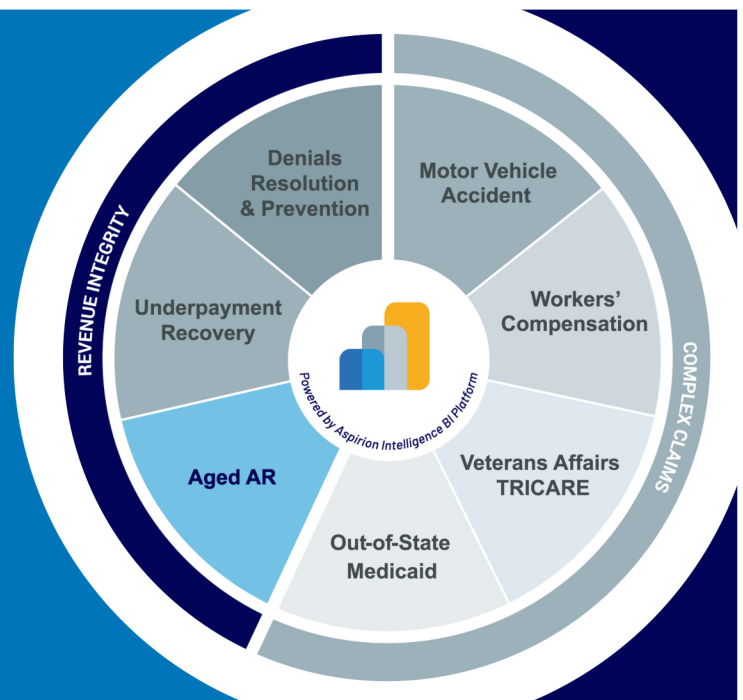 REVENUE INTEGRITY
COMPLEX CLAIMS
Denials
Resolution
& Prevention
Motor Vehicle
Accident
Underpayment
Recovery
Workers’
Compensation
Powered by Aspirion Intelligence BI Platform
Aged AR
Veterans Affairs
TRICARE
Out-of-State
Medicaid